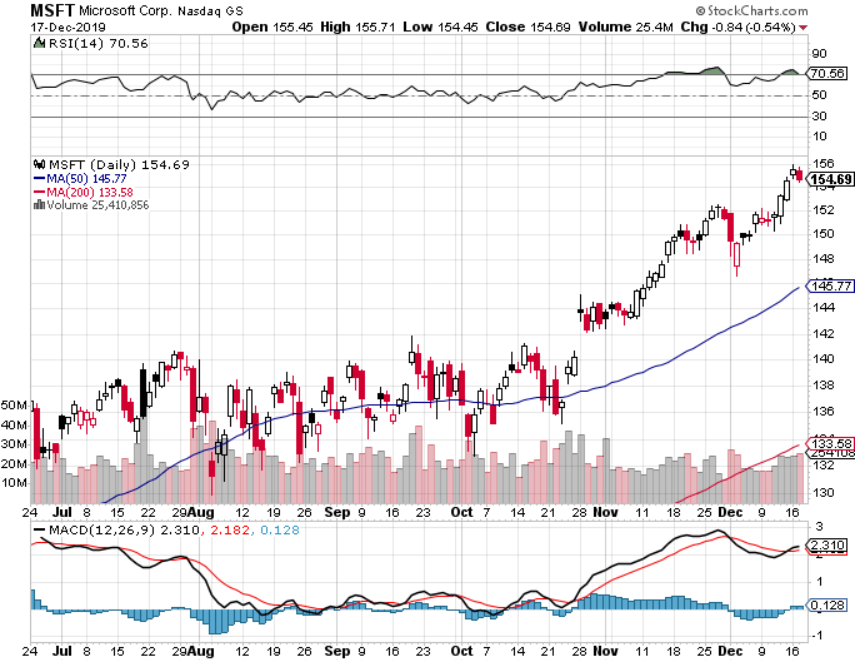 MSFT Microsoft Corp. Nasdaq GS
© StockCharts.com
17-Dec-2019
Open 155.45 High 155.71 Low 154.45 Close 154.69 Volume 25.4M Chg -0.84 (-0.54%)
RSI(14) 70.56
90
70.56
50
30
10
MSFT (Daily) 154.69
MA(50) 145.77
MA(200) 133.58
Volume 25,410,856
156
154.69
154
152
150
148
145.77
144
142
140
138
136
133.58
132
130
50M
40M
30M
20M
10M
24 Jul 8 15 22 29 Aug 12 19 26 Sep 9 16 23 Oct 7 14 21 28 Nov 11 18 25 Dec 9 16
MACD(12,26,9) 2.310, 2.182, 0.128
3
2.310
1
0.128
-1
24 Jul 8 15 22 29 Aug 12 19 26 Sep 9 16 23 Oct 7 14 21 28 Nov 11 18 25 Dec 9 16